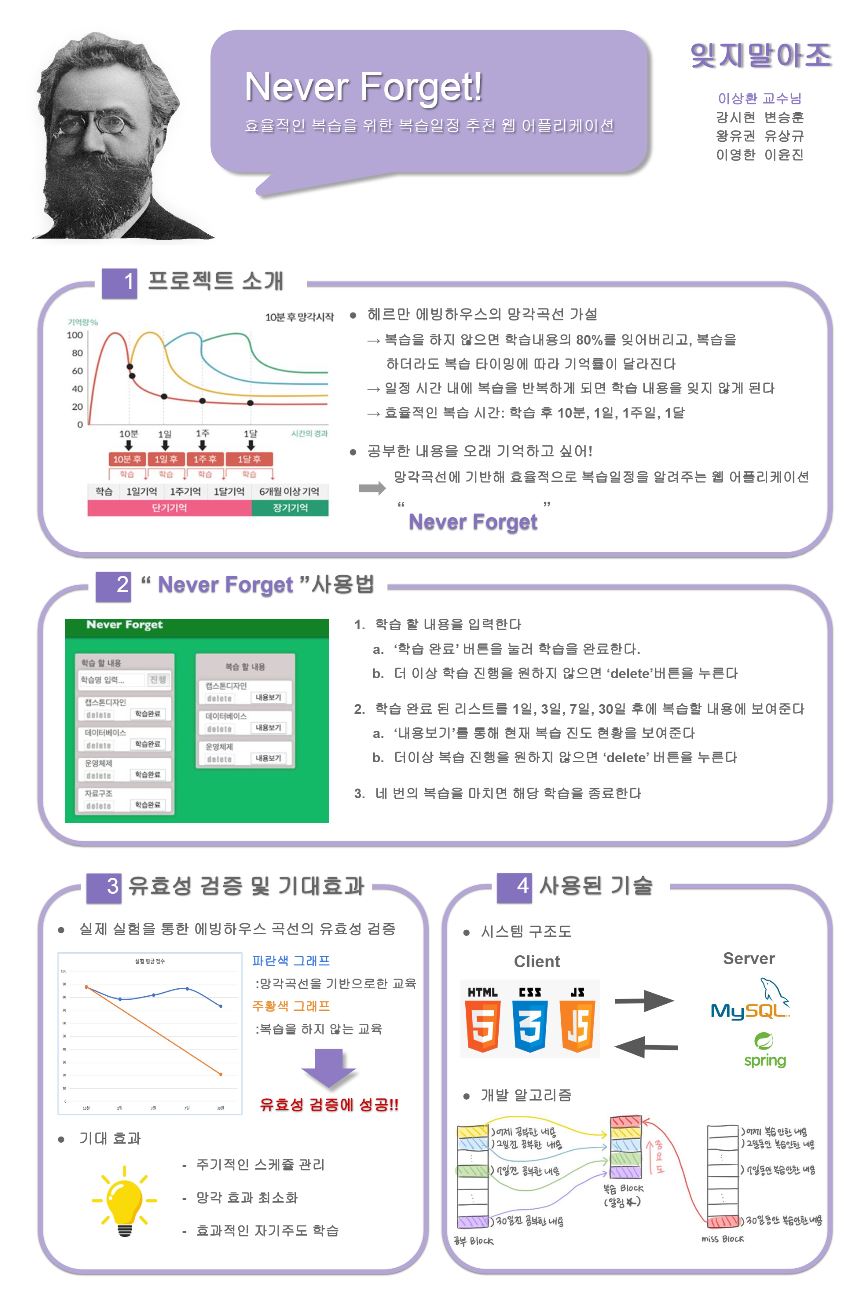 Never Forget!
효율적인 복습을 위한 복습일정 추천 웹 어플리케이션
잊지말아조
이상환 교수님
강시현 변승훈
왕유권 유상규
이영한 이윤진
1 프로젝트 소개
기억량 %
10분 후 망각시작
100
80
60
40
20
0
10분 1일 1주 1달 시간의 경과
10분 후 1일 후 1주 후 1달 후
학습 학습 학습 학습
학습 1일기억 1주기억 1달기억 6개월 이상 기억
단기기억 장기기억
● 헤르만 에빙하우스의 망각곡선 가설
→ 복습을 하지 않으면 학습내용의 80%를 잊어버리고, 복습을
하더라도 복습 타이밍에 따라 기억률이 달라진다
→ 일정 시간 내에 복습을 반복하게 되면 학습 내용을 잊지 않게 된다
→ 효율적인 복습 시간: 학습 후 10분, 1일, 1주일, 1달
● 공부한 내용을 오래 기억하고 싶어!
망각곡선에 기반해 효율적으로 복습일정을 알려주는 웹 어플리케이션
“ Never Forget ”
2 “ Never Forget ”사용법
Never Forget
학습 할 내용
학습명 입력... 진행
캡스톤디자인
delete 학습완료
데이터베이스
delete 학습완료
운영체제
delete 학습완료
자료구조
delete 학습완료
복습 할 내용
캡스톤디자인
delete 내용보기
데이터베이스
delete 내용보기
운영체제
delete 내용보기
1. 학습 할 내용을 입력한다
a. ‘학습 완료’ 버튼을 눌러 학습을 완료한다.
b. 더 이상 학습 진행을 원하지 않으면 ‘delete’버튼을 누른다
2. 학습 완료 된 리스트를 1일, 3일, 7일, 30일 후에 복습할 내용에 보여준다
a. ‘내용보기’를 통해 현재 복습 진도 현황을 보여준다
b. 더이상 복습 진행을 원하지 않으면 ‘delete’ 버튼을 누른다
3. 네 번의 복습을 마치면 해당 학습을 종료한다
3 유효성 검증 및 기대효과
● 실제 실험을 통한 에빙하우스 곡선의 유효성 검증
실험 평균 점수
파란색 그래프
:망각곡선을 기반으로한 교육
주황색 그래프
:복습을 하지 않는 교육
유효성 검증에 성공!!
● 기대 효과
- 주기적인 스케쥴 관리
- 망각 효과 최소화
- 효과적인 자기주도 학습
4 사용된 기술
● 시스템 구조도
Client
Server
HTML CSS JS
5 3 JS
MySQL
spring
● 개발 알고리즘
어제 공부한 내용
2일전 공부한 내용
7일전 공부한 내용
30일전 공부한 내용
공부 Block
중요도
복습 Block
어제 복습안한 내용
2일동안 복습안한 내용
7일동안 복습안한 내용
30일동안 복습안한 내용
miss Block